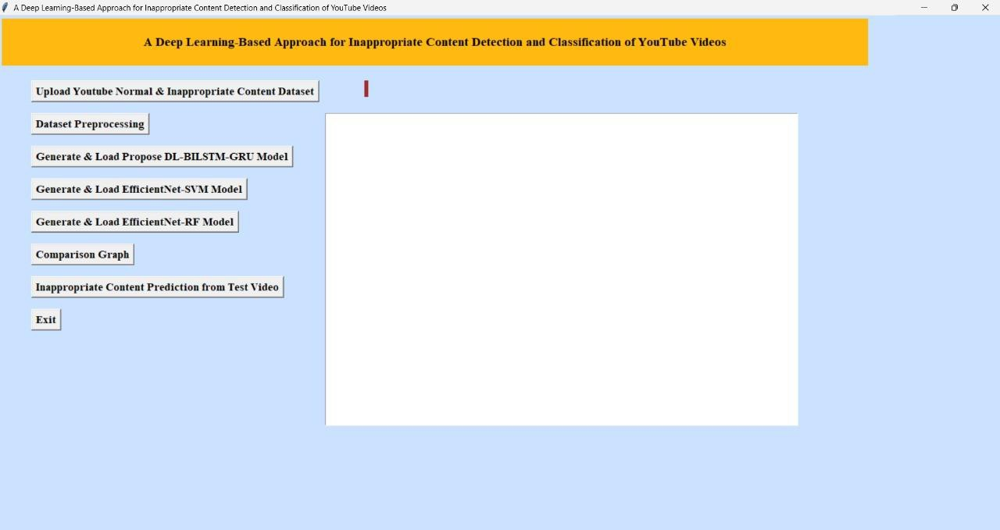 A Deep Learning-Based Approach for Inappropriate Content Detection and Classification of YouTube Videos
A Deep Learning-Based Approach for Inappropriate Content Detection and Classification of YouTube Videos
Upload Youtube Normal & Inappropriate Content Dataset
Dataset Preprocessing
Generate & Load Propose DL-BILSTM-GRU Model
Generate & Load EfficientNet-SVM Model
Generate & Load EfficientNet-RF Model
Comparison Graph
Inappropriate Content Prediction from Test Video
Exit